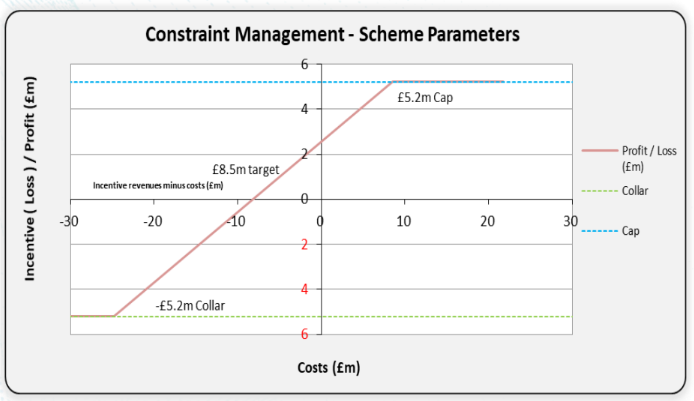 Constraint Management - Scheme Parameters
Incentive ( Loss ) / Profit (£m)
6
4
2
0
2
4
6
£5.2m Cap
£8.5m target
Incentive revenues minus costs (£m)
-30 -20 -10 0 10 20 30
-£5.2m Collar
Costs (£m)
Profit / Loss
(£m)
Collar
Cap